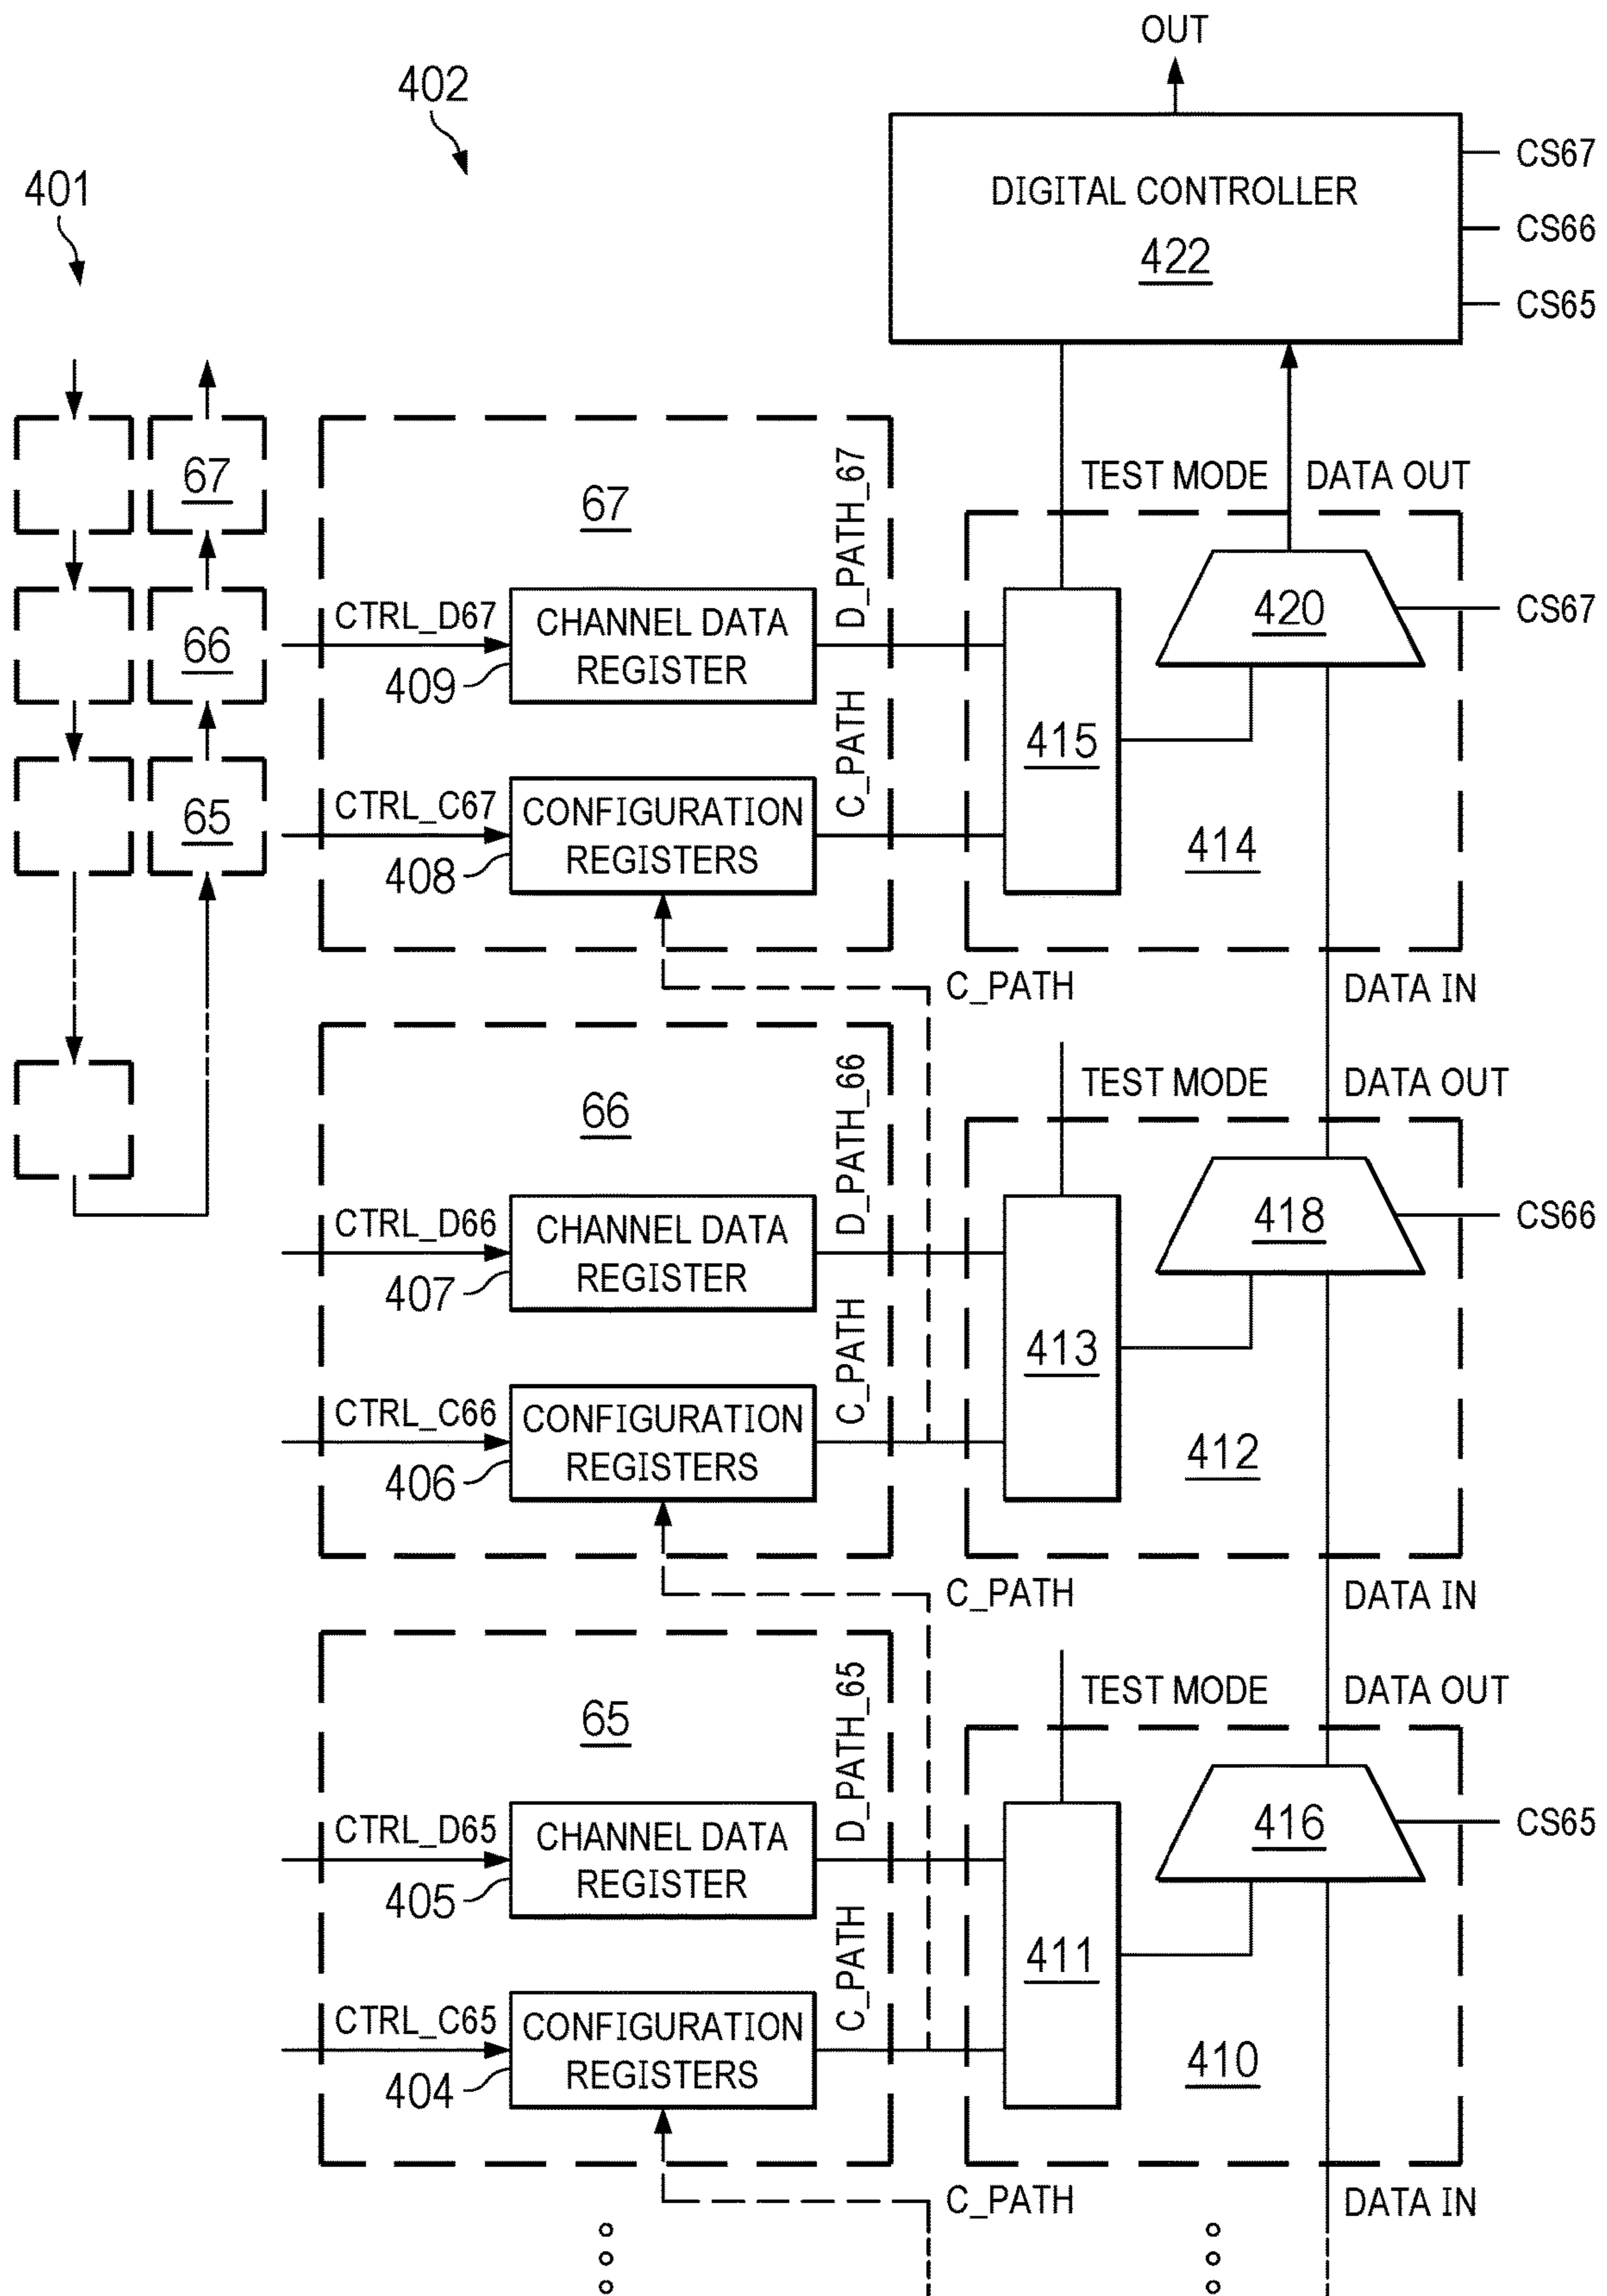 OUT
402
401
DIGITAL CONTROLLER
422
CS67
CS66
CS65
67
66
65
67
D_PATH_67
CTRL_D67
CHANNEL DATA
REGISTER
409
C_PATH
CTRL_C67
CONFIGURATION
REGISTERS
408
TEST MODE
DATA OUT
420
CS67
415
414
C_PATH
DATA IN
66
D_PATH_66
CTRL_D66
CHANNEL DATA
REGISTER
407
C_PATH
CTRL_C66
CONFIGURATION
REGISTERS
406
TEST MODE
DATA OUT
418
CS66
413
412
C_PATH
DATA IN
65
D_PATH_65
CTRL_D65
CHANNEL DATA
REGISTER
405
C_PATH
CTRL_C65
CONFIGURATION
REGISTERS
404
TEST MODE
DATA OUT
416
CS65
411
410
C_PATH
DATA IN